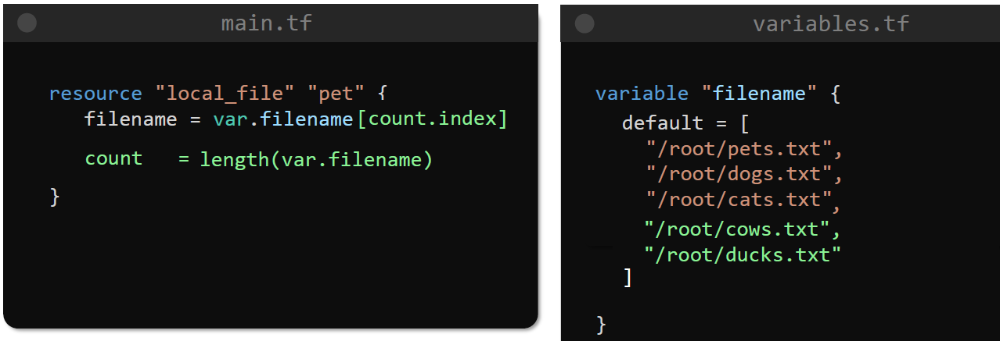 main.tf
resource "local_file" "pet" {
filename = var.filename[count.index]
count = length(var.filename)
}
variables.tf
variable "filename" {
default = [
"/root/pets.txt",
"/root/dogs.txt",
"/root/cats.txt",
"/root/cows.txt",
"/root/ducks.txt"
]
}